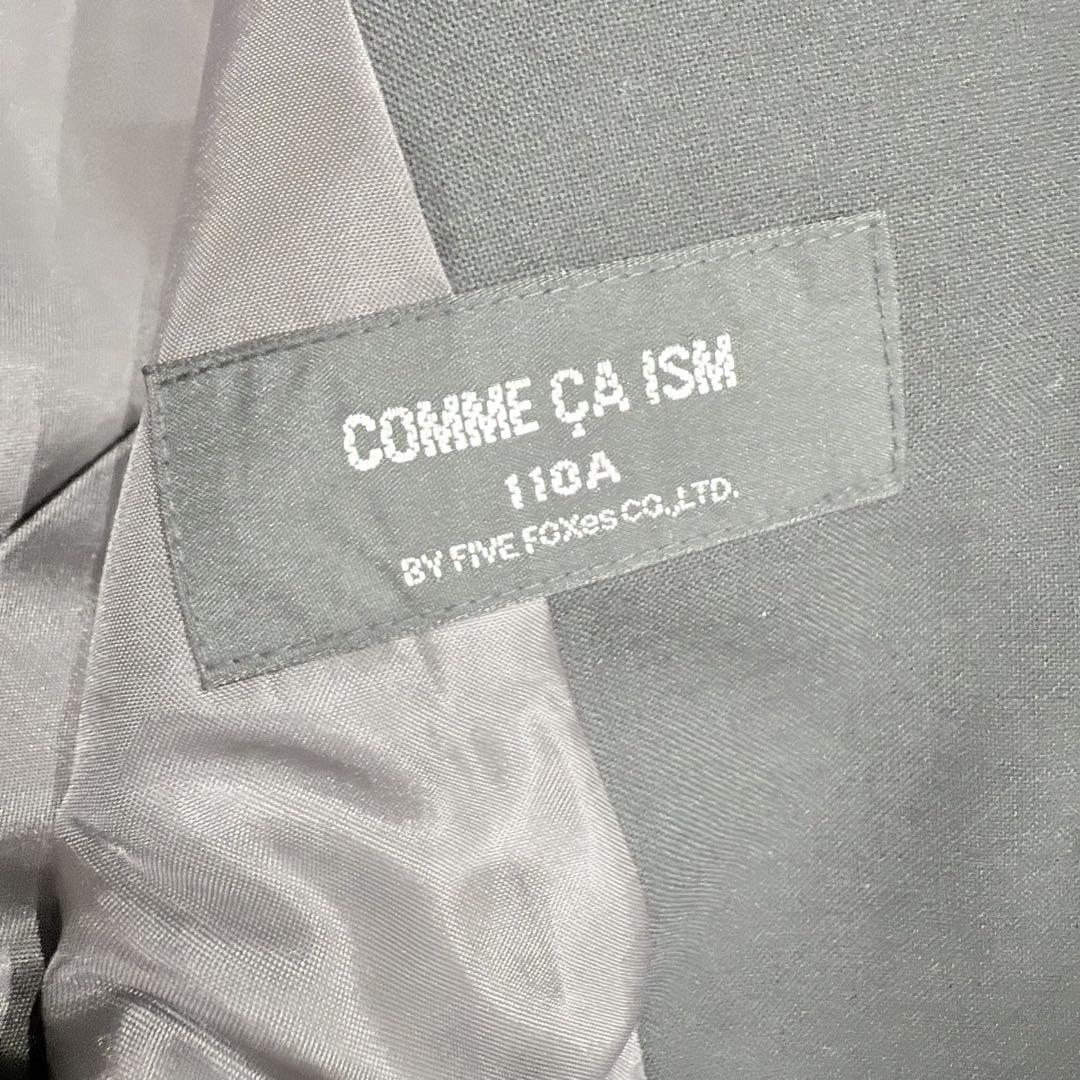 COMME ÇA ISM
110A
BY FIVE FOXes CO.,LTD.